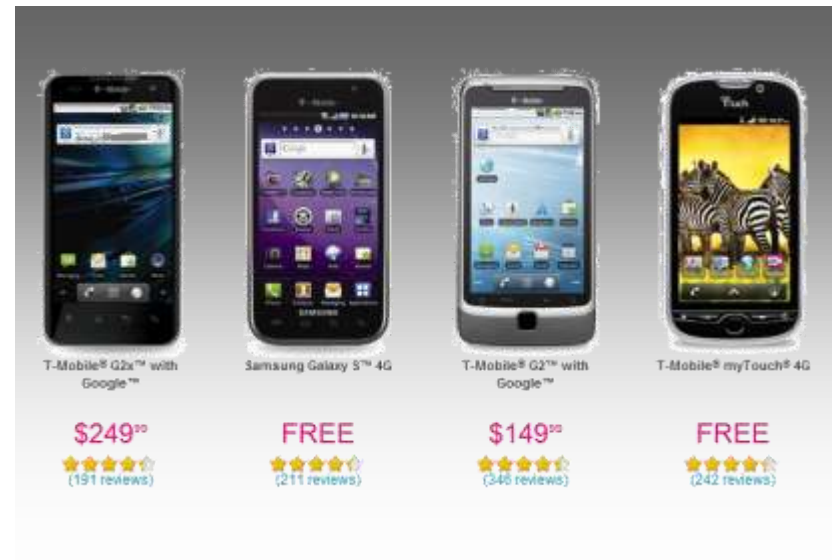 T-Mobile® G2x™ with
Google™
$249⁹⁹
(191 reviews)
Samsung Galaxy S™ 4G
FREE
(211 reviews)
SAMSUNG
T-Mobile® G2™ with
Google™
$149⁹⁹
(346 reviews)
T-Mobile® myTouch® 4G
FREE
(242 reviews)